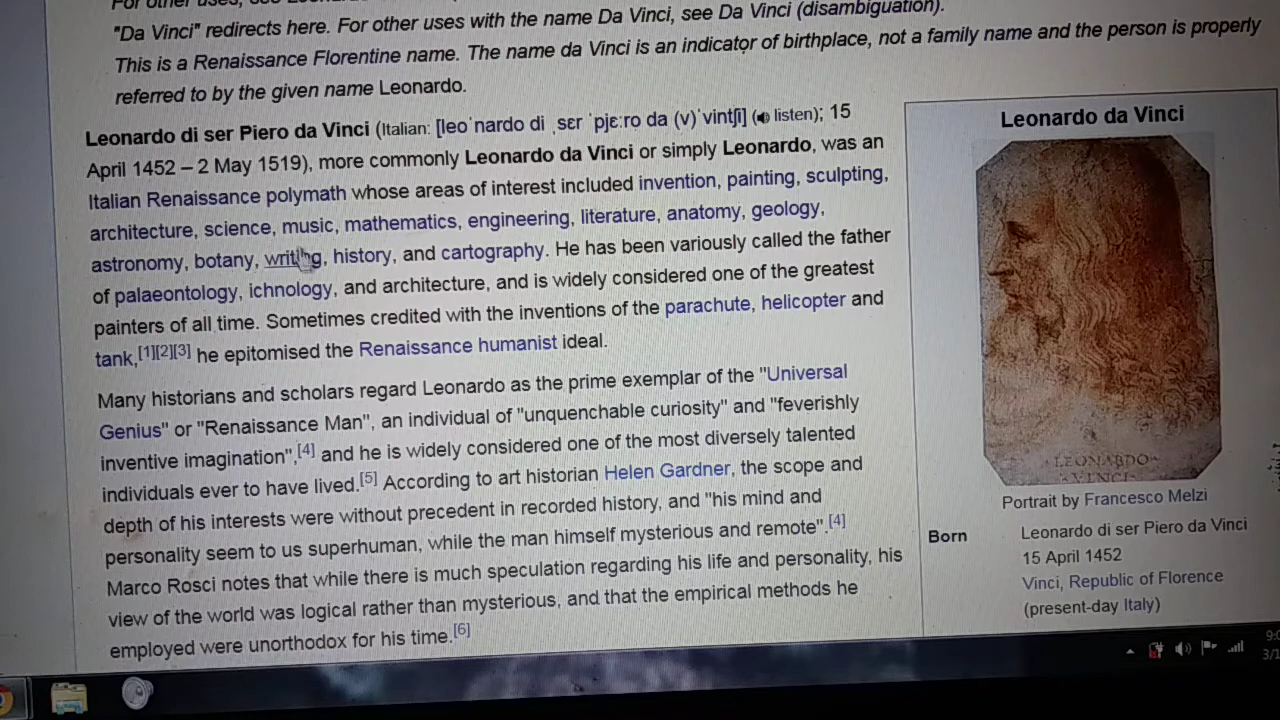 For other uses, see
"Da Vinci" redirects here. For other uses with the name Da Vinci, see Da Vinci (disambiguation).
This is a Renaissance Florentine name. The name da Vinci is an indicator of birthplace, not a family name and the person is properly
referred to by the given name Leonardo.
Leonardo di ser Piero da Vinci (Italian: [leoˈnardo di ˌsɛr ˈpjɛːro da (v)ˈvintʃi] (listen); 15
April 1452 – 2 May 1519), more commonly Leonardo da Vinci or simply Leonardo, was an
Italian Renaissance polymath whose areas of interest included invention, painting, sculpting,
architecture, science, music, mathematics, engineering, literature, anatomy, geology,
astronomy, botany, writing, history, and cartography. He has been variously called the father
of palaeontology, ichnology, and architecture, and is widely considered one of the greatest
painters of all time. Sometimes credited with the inventions of the parachute, helicopter and
tank,[1][2][3] he epitomised the Renaissance humanist ideal.
Many historians and scholars regard Leonardo as the prime exemplar of the "Universal
Genius" or "Renaissance Man", an individual of "unquenchable curiosity" and "feverishly
inventive imagination",[4] and he is widely considered one of the most diversely talented
individuals ever to have lived.[5] According to art historian Helen Gardner, the scope and
depth of his interests were without precedent in recorded history, and "his mind and
personality seem to us superhuman, while the man himself mysterious and remote".[4]
Marco Rosci notes that while there is much speculation regarding his life and personality, his
view of the world was logical rather than mysterious, and that the empirical methods he
employed were unorthodox for his time.[6]
Leonardo da Vinci
LEONARDO
VINCI
Portrait by Francesco Melzi
Born
Leonardo di ser Piero da Vinci
15 April 1452
Vinci, Republic of Florence
(present-day Italy)